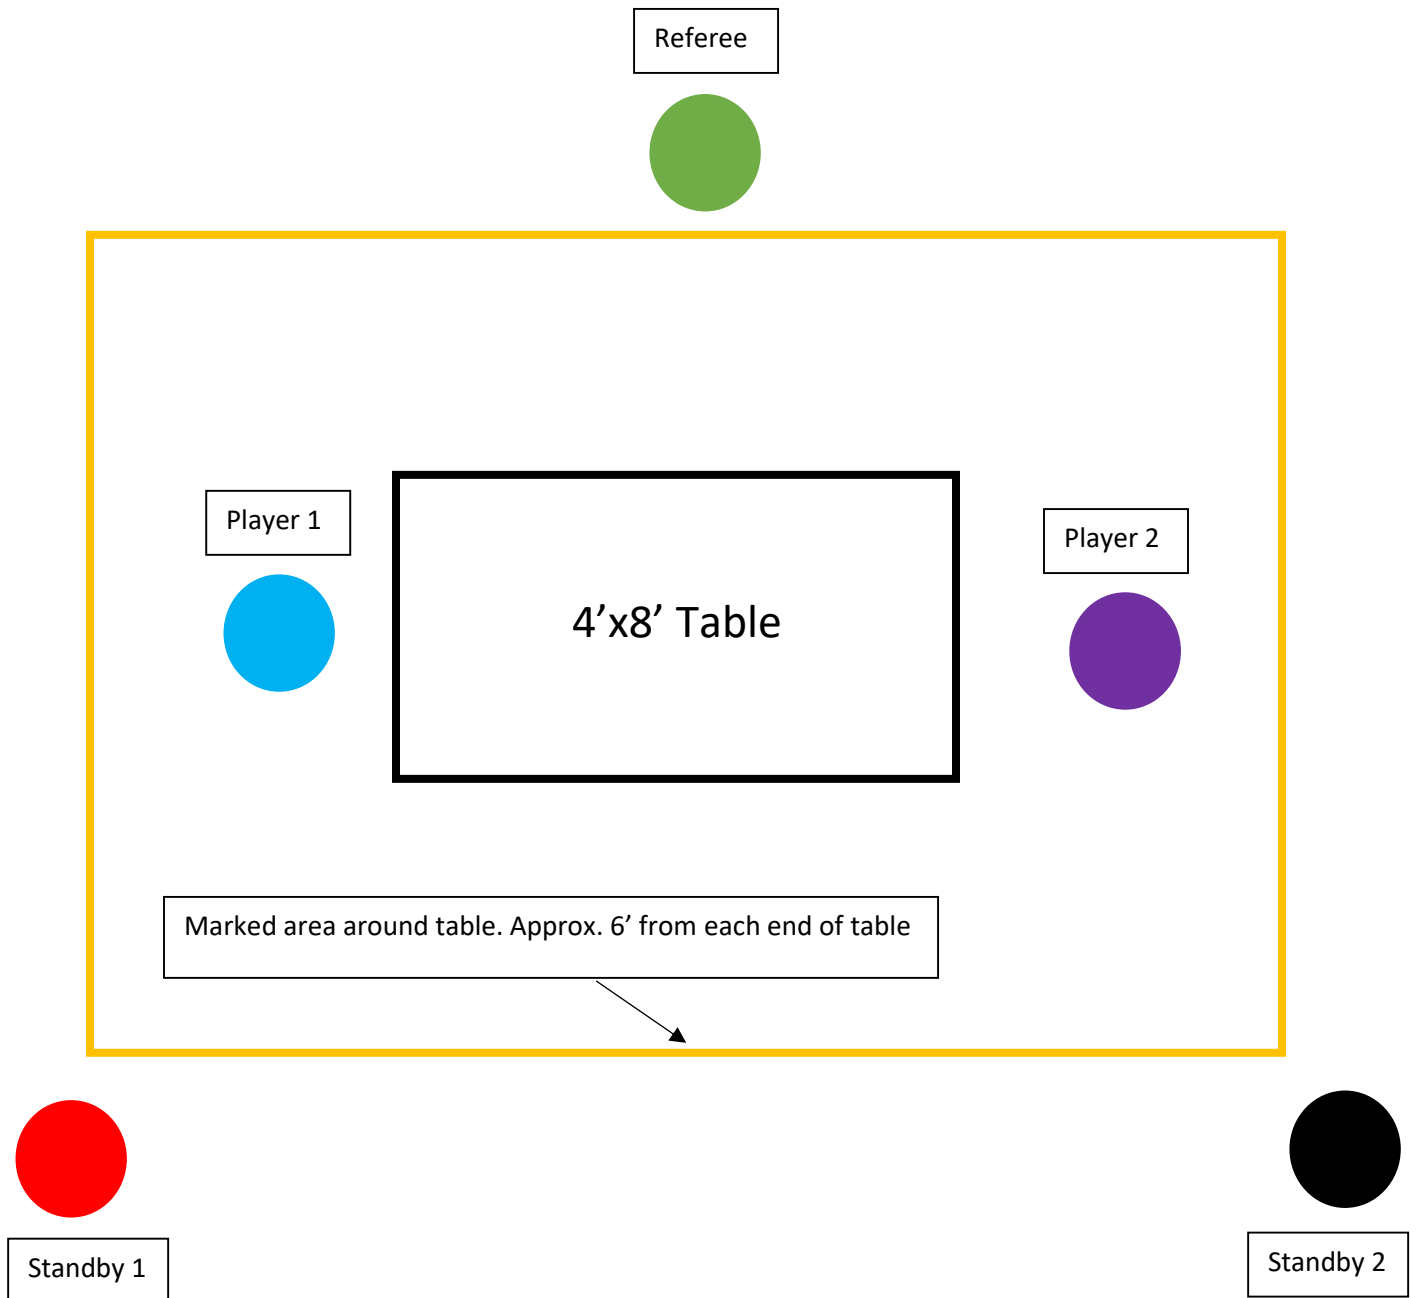 Referee
Player 1
Player 2
4’x8’ Table
Marked area around table. Approx. 6’ from each end of table
Standby 1
Standby 2